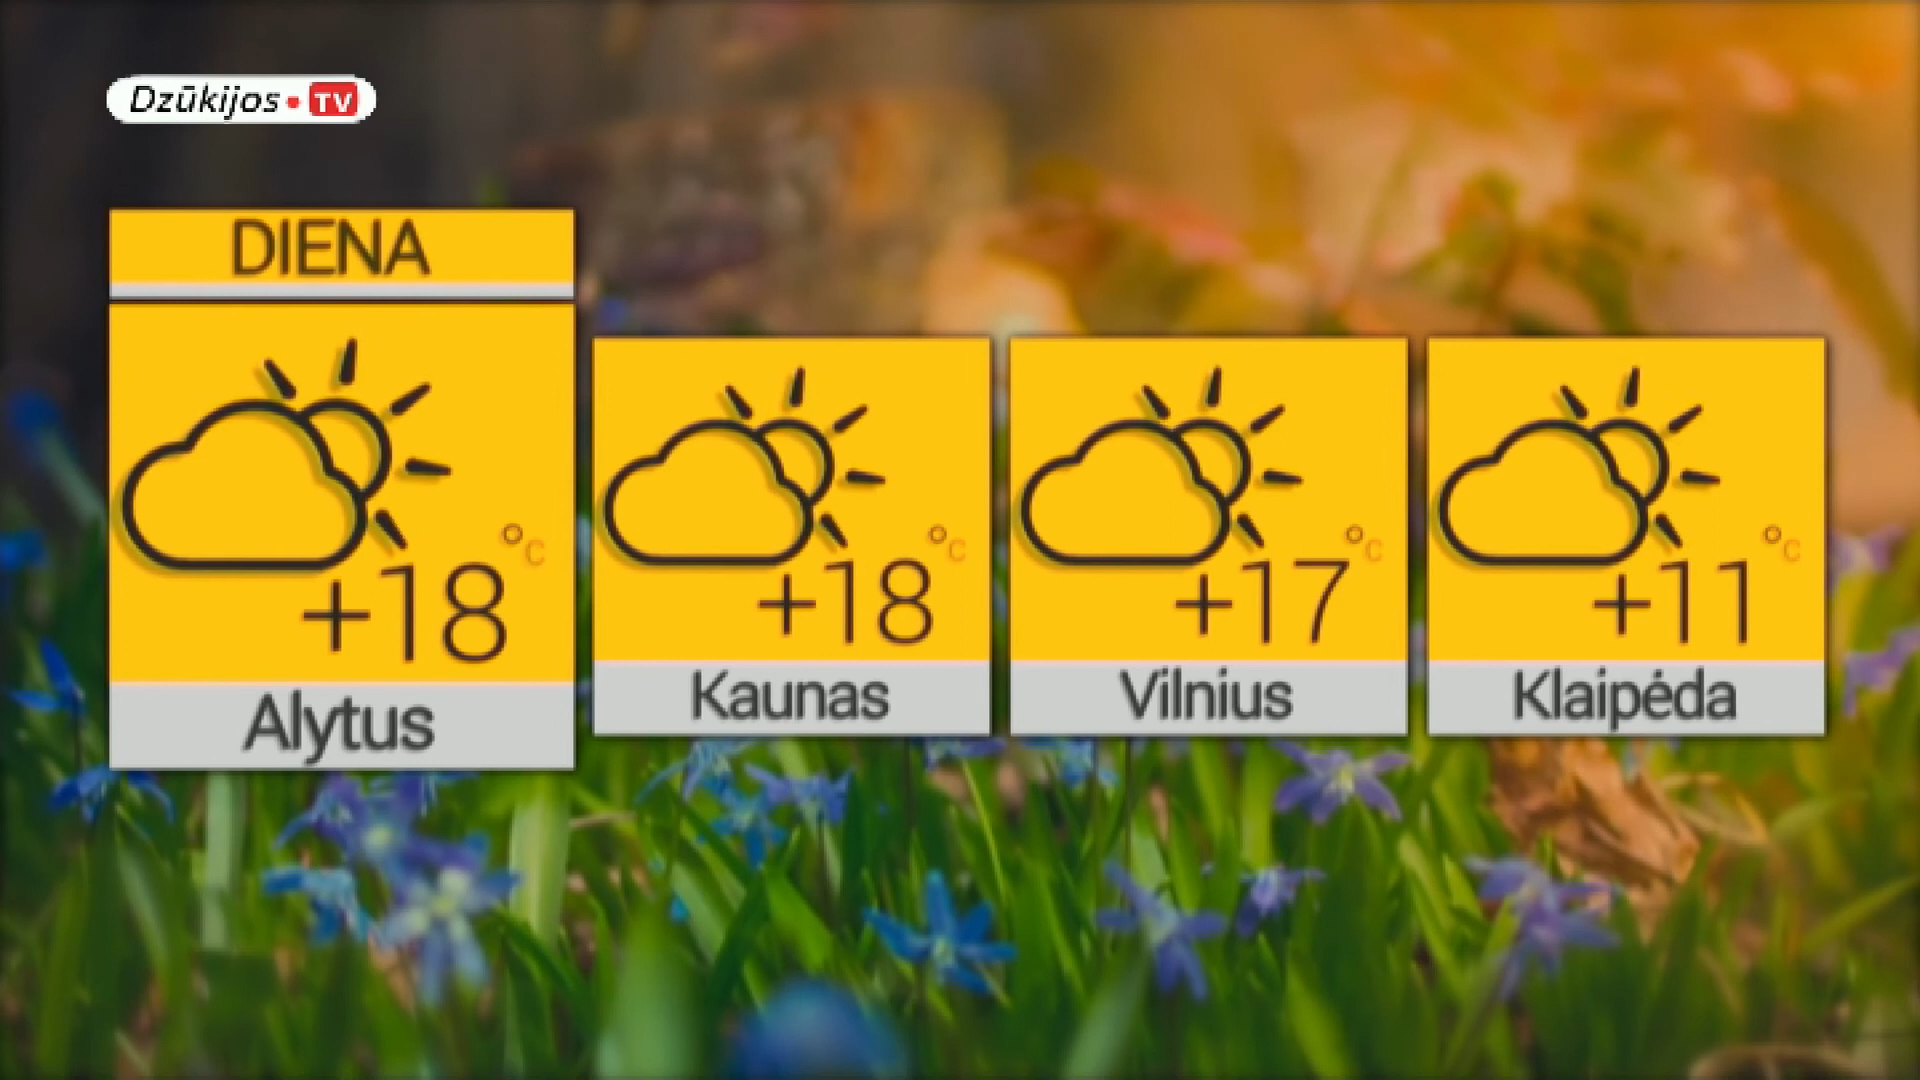 Dzūkijos TV
DIENA
°C
+18
Alytus
°C
+18
Kaunas
°C
+17
Vilnius
°C
+11
Klaipėda